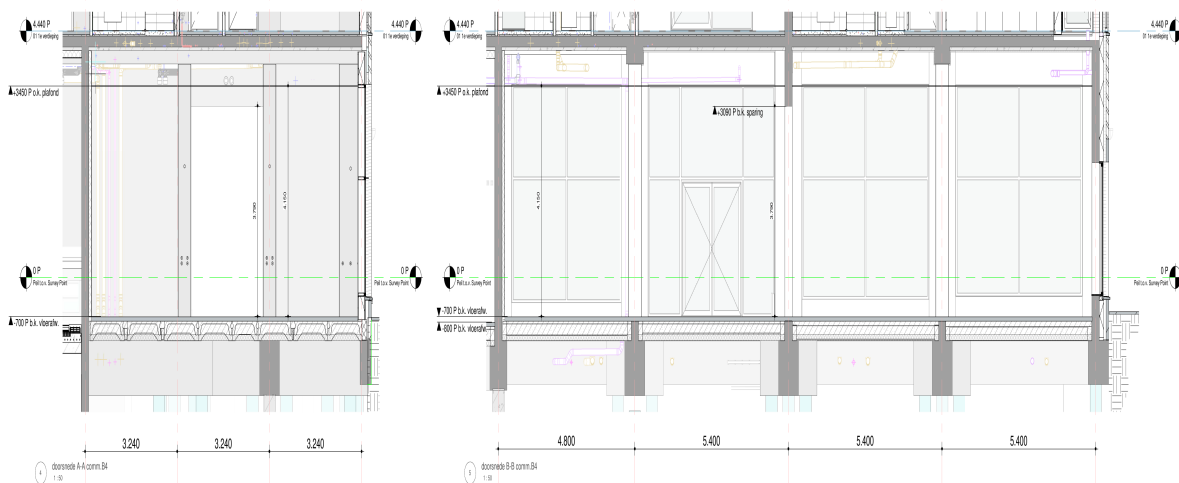 4.440 P
01 1e verdieping
+3450 P o.k. plafond
3.790
4.150
0 P
Peil t.o.v. Survey Point
-700 P b.k. vloerafw.
3.240
3.240
3.240
4
doorsnede A-A comm.B4
1 : 50
4.440 P
01 1e verdieping
4.440 P
01 1e verdieping
+3450 P o.k. plafond
+3090 P b.k. sparing
4.150
3.790
0 P
Peil t.o.v. Survey Point
0 P
Peil t.o.v. Survey Point
0 P
Peil t.o.v. Survey Point
-700 P b.k. vloerafw.
-800 P b.k. vloerafw.
4.800
5.400
5.400
5.400
doorsnede B-B comm.B4
1 : 50
4.440 P
01 1e verdieping